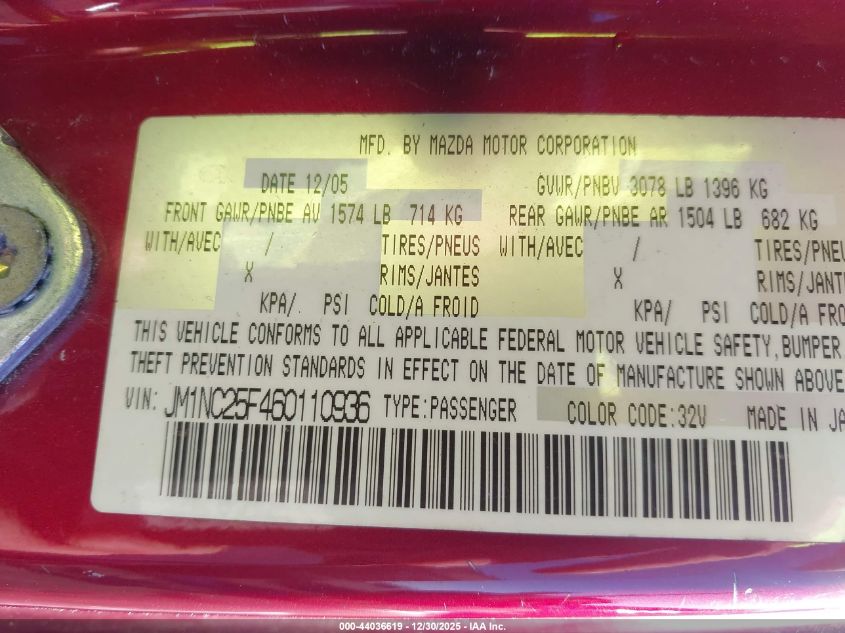 MFD. BY MAZDA MOTOR CORPORATION
DATE 12/05 GVWR/PNBV 3078 LB 1396 KG
FRONT GAWR/PNBE AV 1574 LB 714 KG REAR GAWR/PNBE AR 1504 LB 682 KG
WITH/AVEC / TIRES/PNEUS WITH/AVEC / TIRES/PNEU
X RIMS/JANTES X RIMS/JANTE
KPA/ PSI COLD/A FROID KPA/ PSI COLD/A FRO
THIS VEHICLE CONFORMS TO ALL APPLICABLE FEDERAL MOTOR VEHICLE SAFETY, BUMPER
THEFT PREVENTION STANDARDS IN EFFECT ON THE DATE OF MANUFACTURE SHOWN ABOVE
VIN: JM1NC25F460110936 TYPE:PASSENGER COLOR CODE:32V MADE IN JA
000-44036619 - 12/30/2025 - IAA Inc.